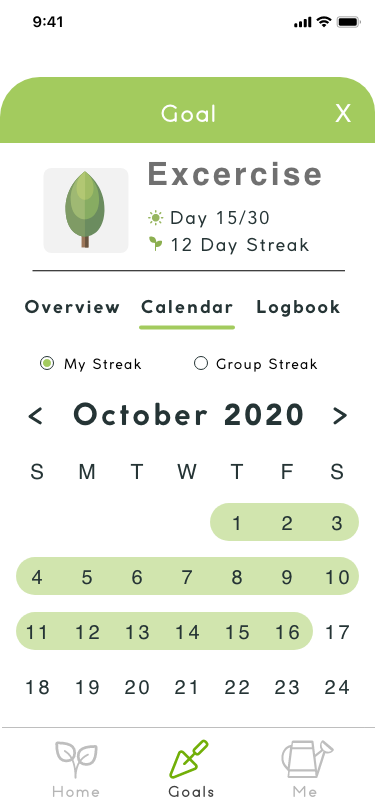 9:41
Goal X
Excercise
Day 15/30
12 Day Streak
Overview Calendar Logbook
My Streak Group Streak
< October 2020 >
S M T W T F S
1 2 3
4 5 6 7 8 9 10
11 12 13 14 15 16 17
18 19 20 21 22 23 24
Home Goals Me